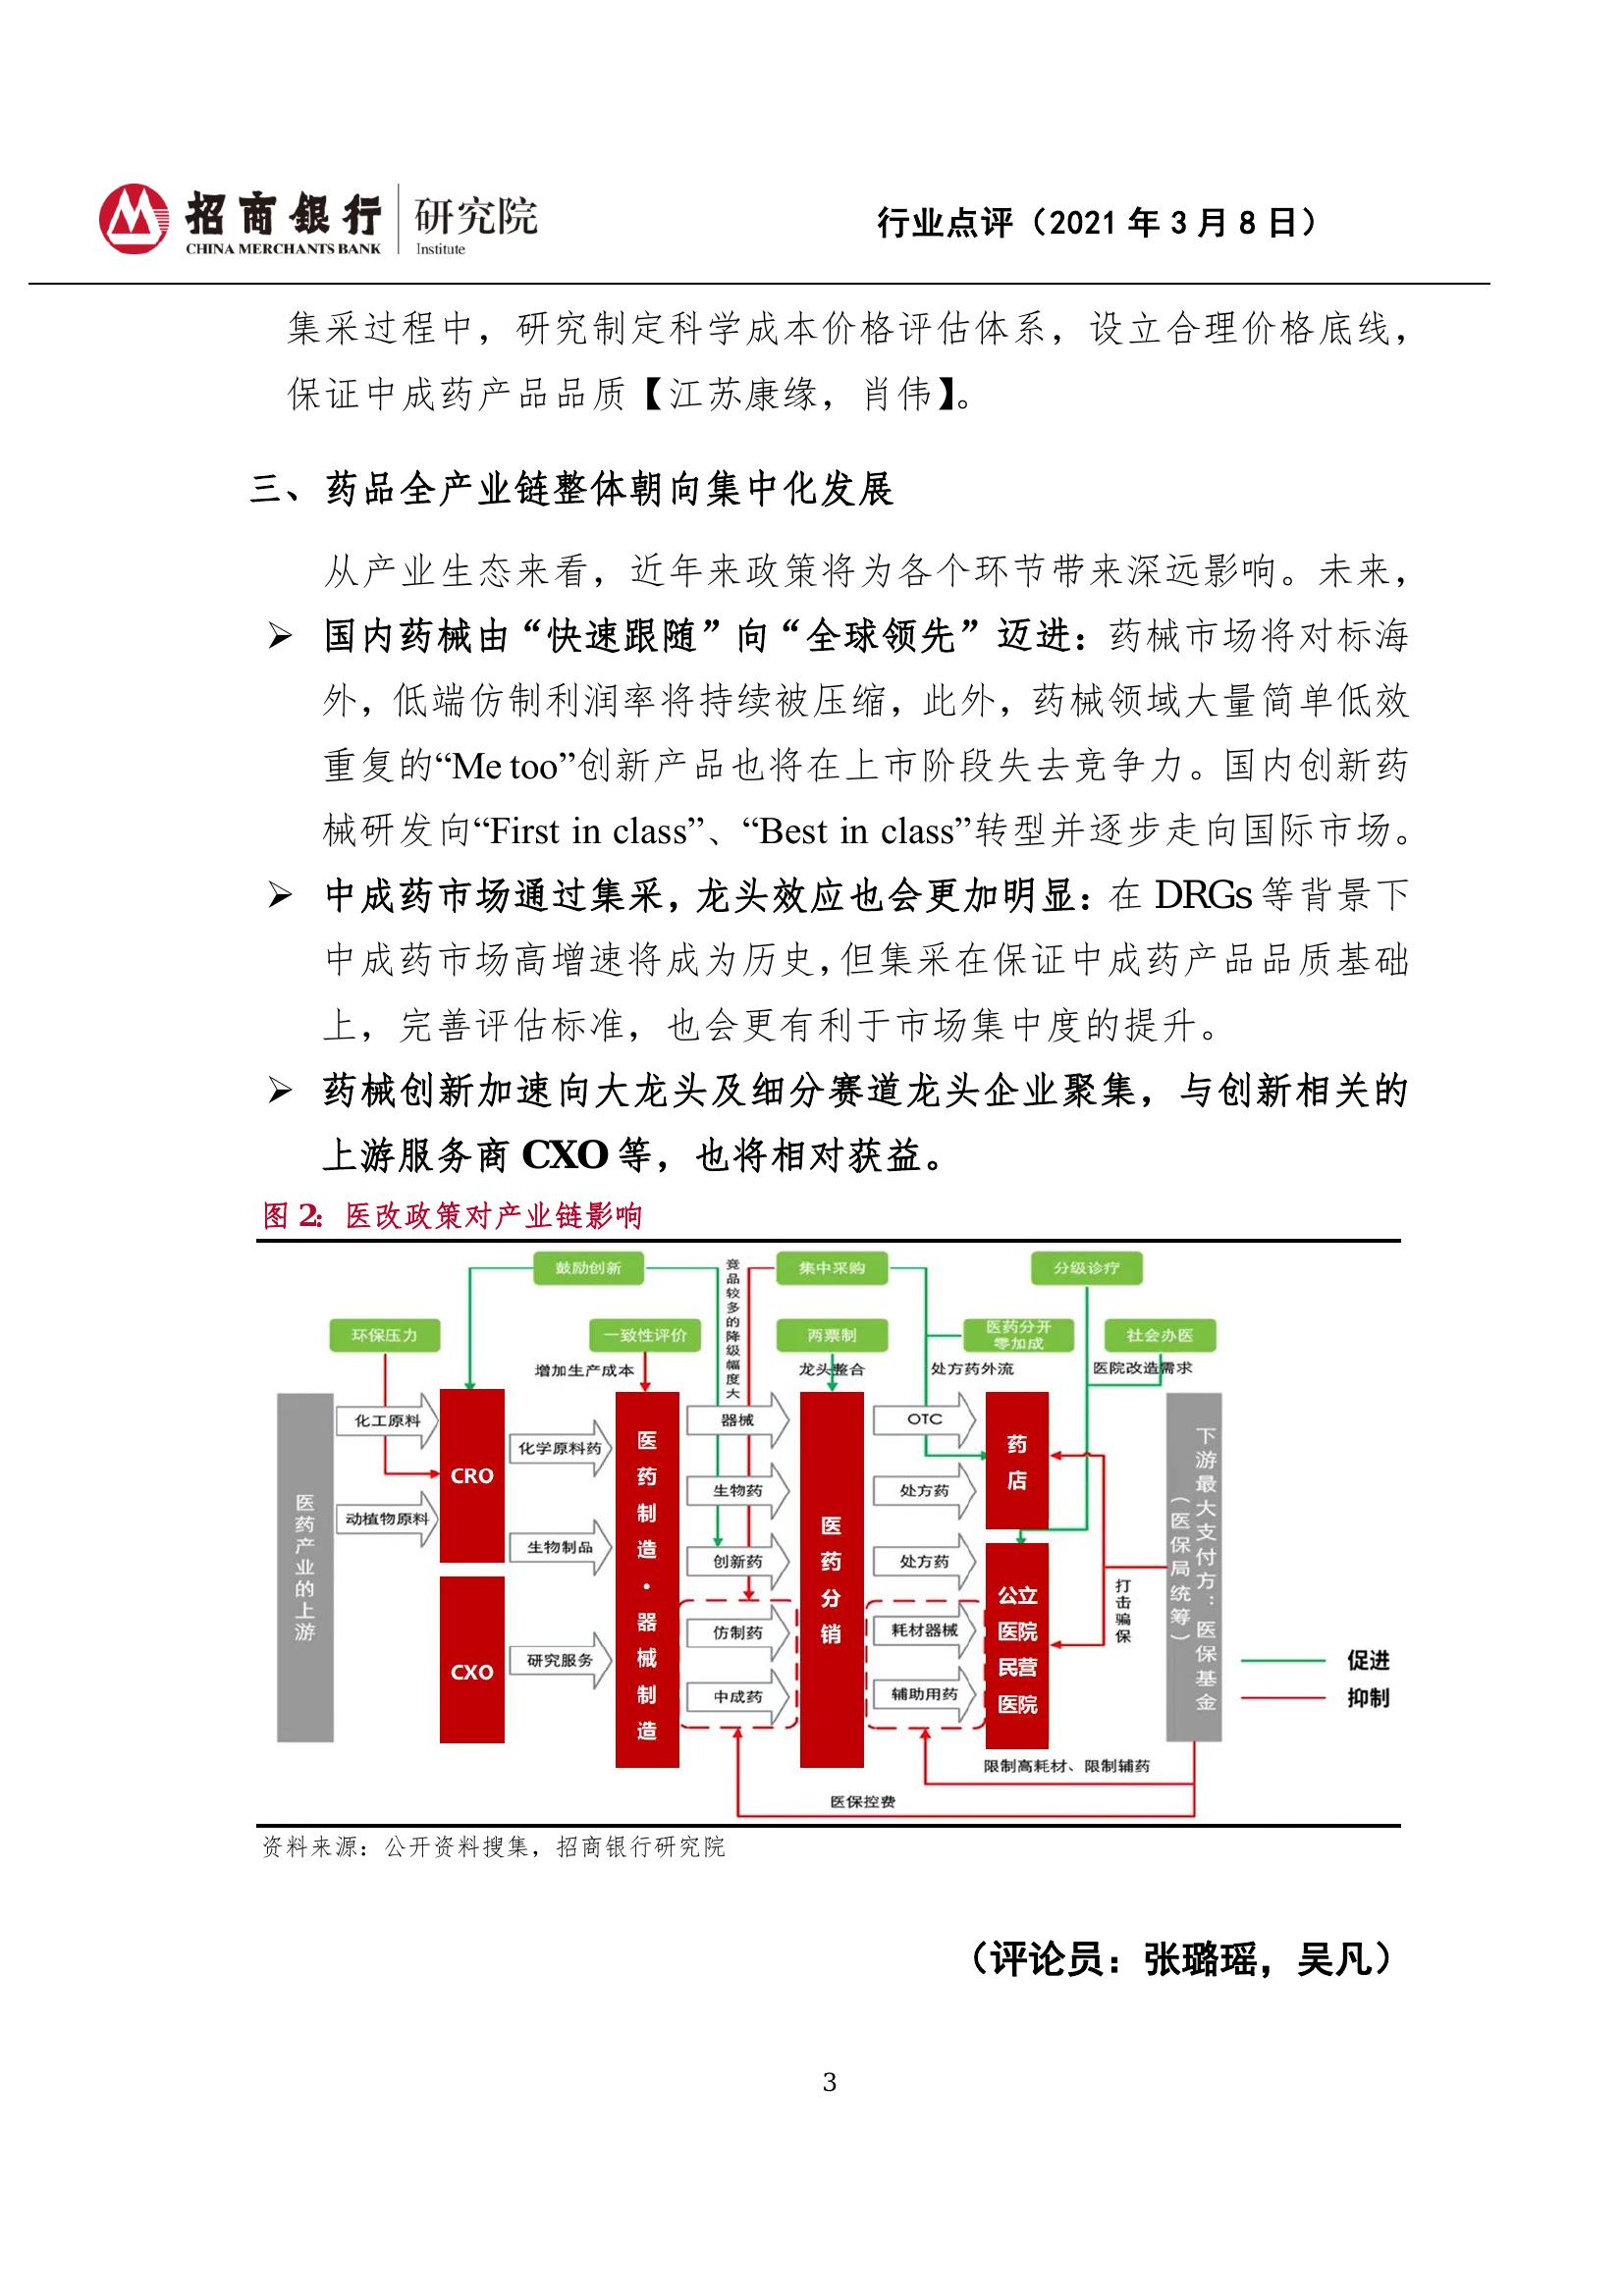 招商银行 研究院
CHINA MERCHANTS BANK Institute
行业点评（2021 年 3 月 8 日）
集采过程中，研究制定科学成本价格评估体系，设立合理价格底线，
保证中成药产品品质【江苏康缘，肖伟】。
三、药品全产业链整体朝向集中化发展
从产业生态来看，近年来政策将为各个环节带来深远影响。未来，
➢ 国内药械由“快速跟随”向“全球领先”迈进：药械市场将对标海
外，低端仿制利润率将持续被压缩，此外，药械领域大量简单低效
重复的“Me too”创新产品也将在上市阶段失去竞争力。国内创新药
械研发向“First in class”、“Best in class”转型并逐步走向国际市场。
➢ 中成药市场通过集采，龙头效应也会更加明显：在 DRGs 等背景下
中成药市场高增速将成为历史，但集采在保证中成药产品品质基础
上，完善评估标准，也会更有利于市场集中度的提升。
➢ 药械创新加速向大龙头及细分赛道龙头企业聚集，与创新相关的
上游服务商 CXO 等，也将相对获益。
图 2：医改政策对产业链影响
鼓励创新
竞品较多的降级幅度大
集中采购
分级诊疗
环保压力
一致性评价
两票制
医药分开
零加成
社会办医
增加生产成本
龙头整合
处方药外流
医院改造需求
医药产业的上游
化工原料
动植物原料
CRO
CXO
化学原料药
生物制品
研究服务
医药制造·器械制造
器械
生物药
创新药
仿制药
中成药
医药分销
OTC
处方药
处方药
耗材器械
辅助用药
药店
公立
医院
民营
医院
打击骗保
下游最大支付方：医保基金
（医保局统筹）
促进
抑制
限制高耗材、限制辅药
医保控费
资料来源：公开资料搜集，招商银行研究院
（评论员：张璐瑶，吴凡）
3